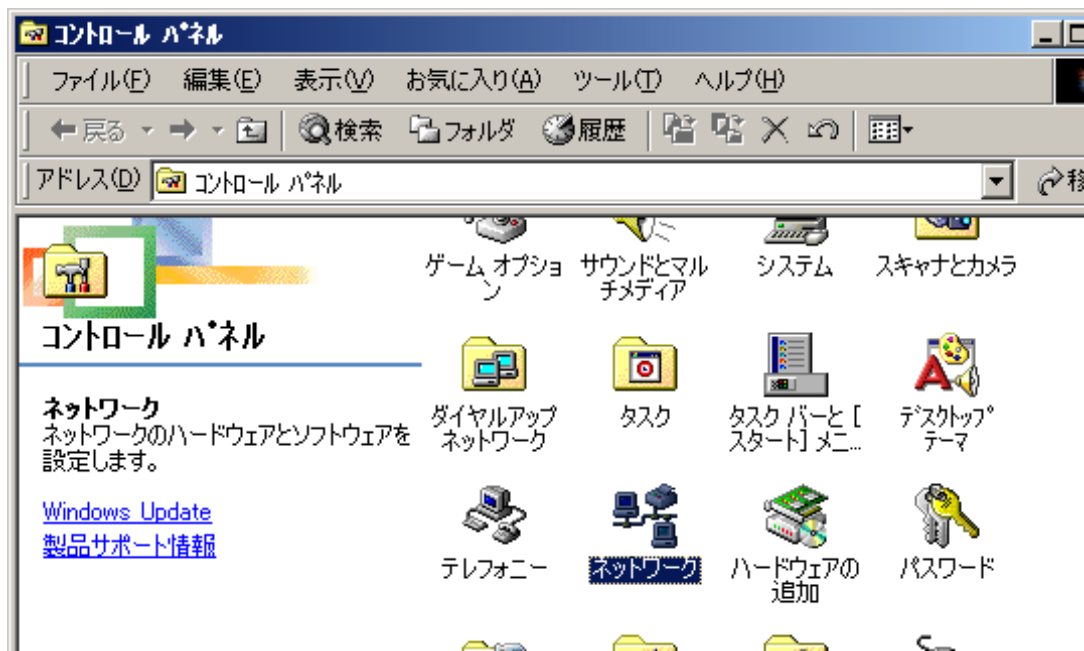 コントロール パネル
ファイル(F) 編集(E) 表示(V) お気に入り(A) ツール(T) ヘルプ(H)
戻る 検索 フォルダ 履歴
アドレス(D) コントロール パネル 移
コントロール パネル
ネットワーク
ネットワークのハードウェアとソフトウェアを
設定します。
Windows Update
製品サポート情報
ゲーム オプショ
ン
サウンドとマル
チメディア
システム
スキャナとカメラ
ダイヤルアップ
ネットワーク
タスク
タスク バーと [
スタート] メニ...
デスクトップ
テーマ
テレフォニー
ネットワーク
ハードウェアの
追加
パスワード